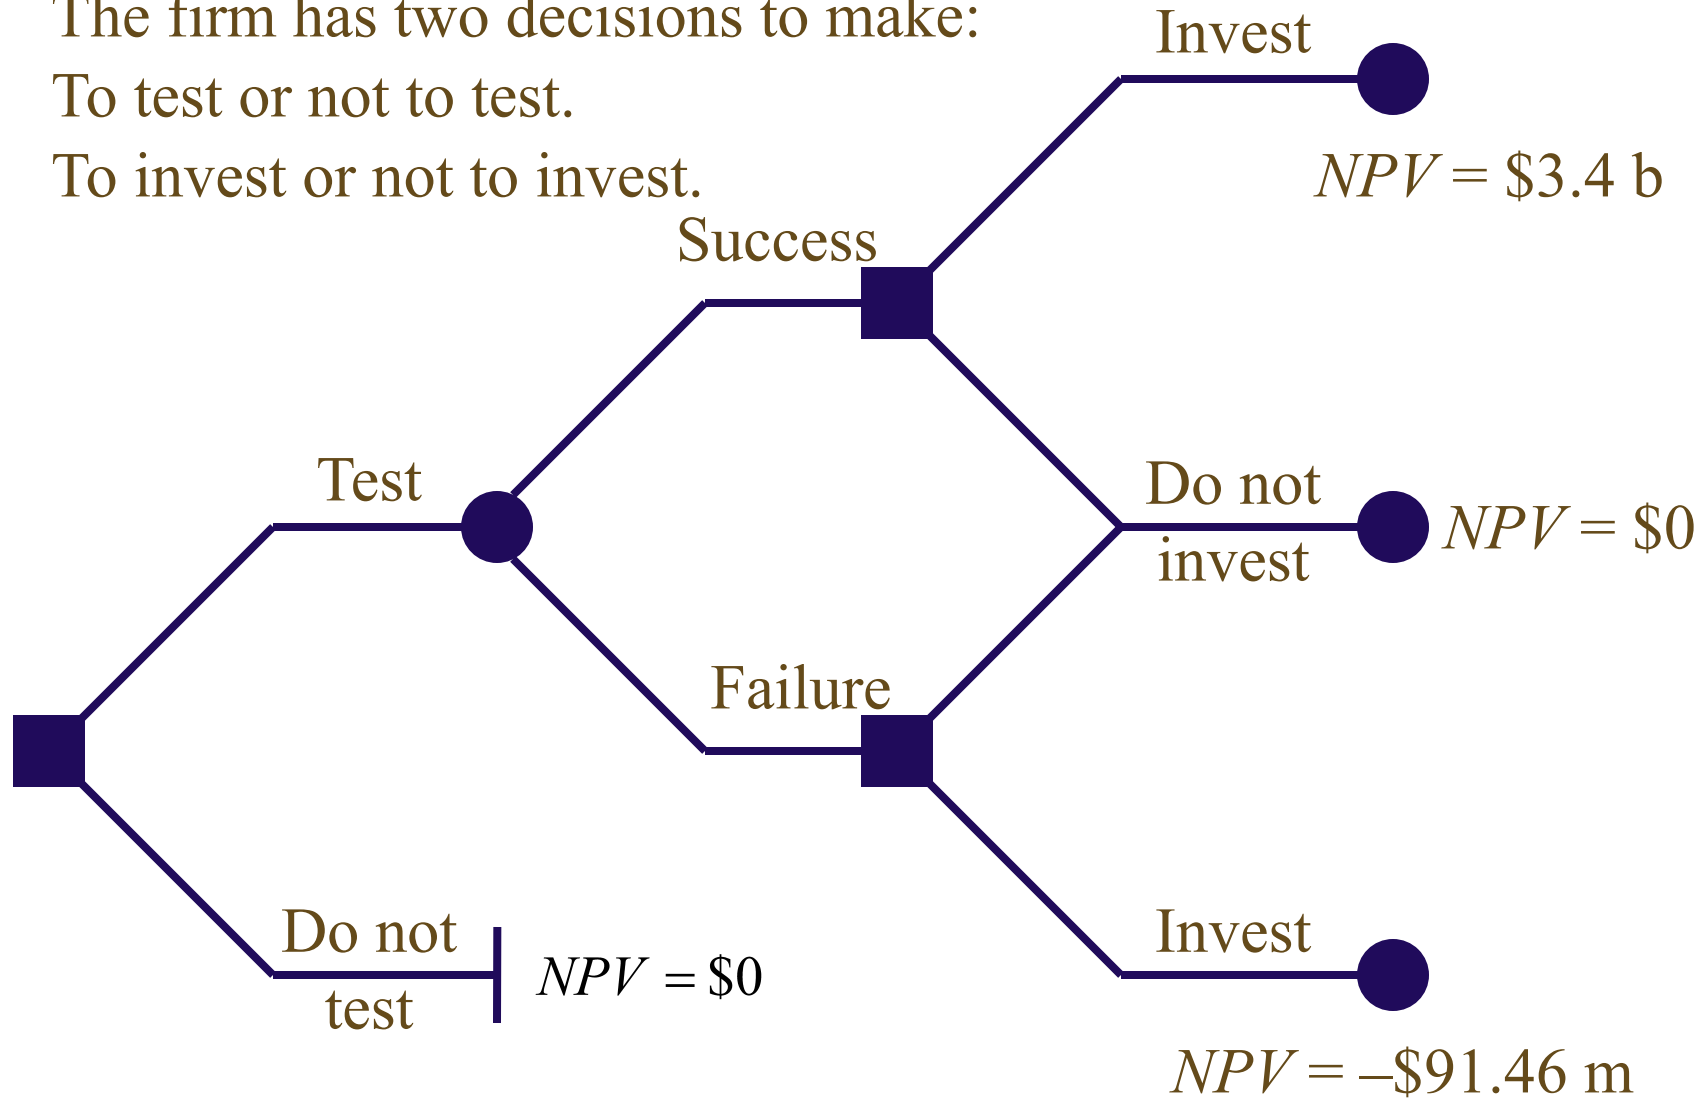 The firm has two decisions to make:
To test or not to test.
To invest or not to invest.
Invest
NPV = $3.4 b
Success
Test
Do not
invest
NPV = $0
Failure
Do not
test
NPV = $0
Invest
NPV = –$91.46 m